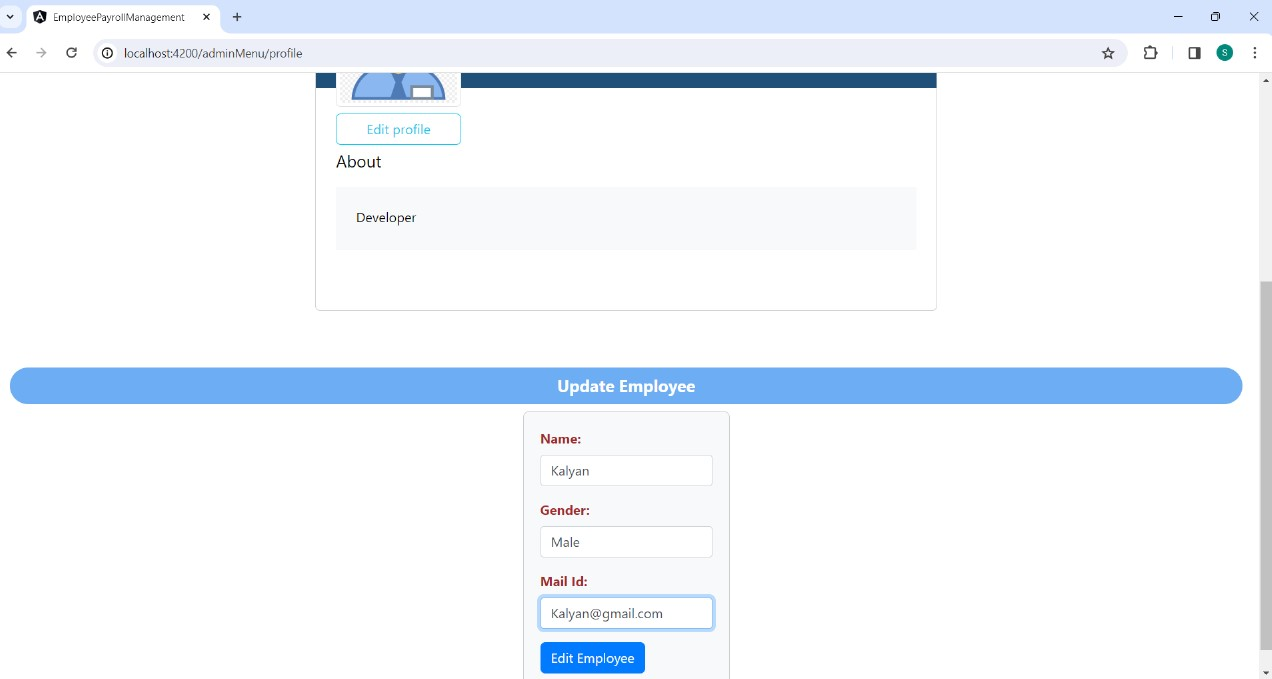 EmployeePayrollManagement
localhost:4200/adminMenu/profile
S
Edit profile
About
Developer
Update Employee
Name:
Kalyan
Gender:
Male
Mail Id:
Kalyan@gmail.com
Edit Employee